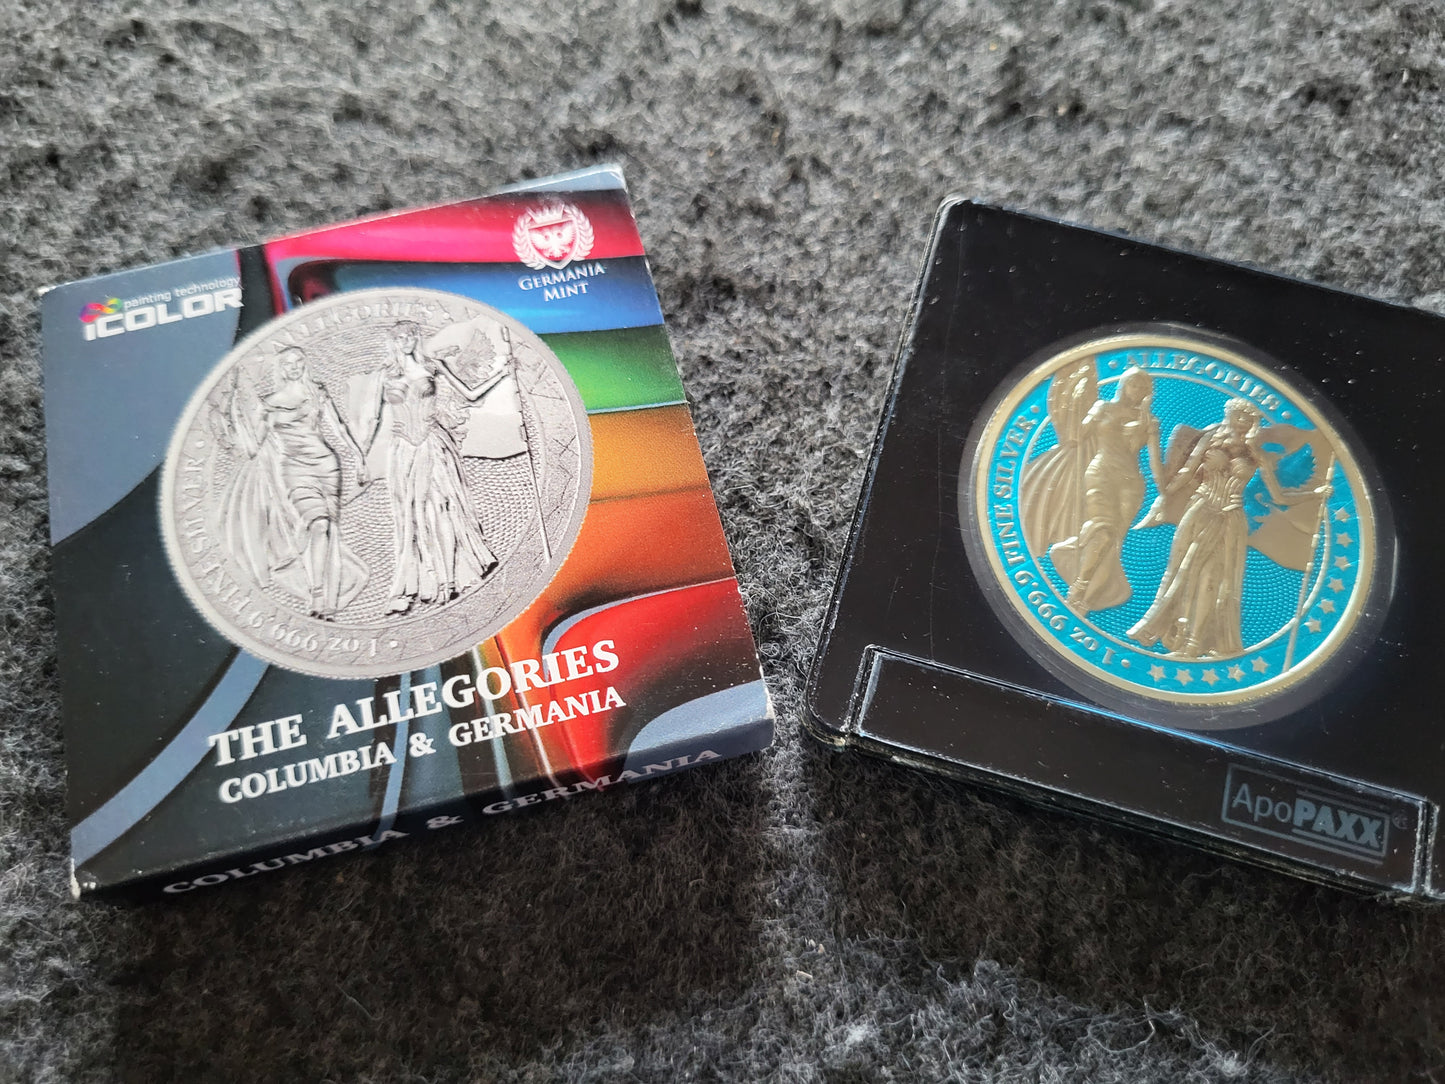 painting technology
iCOLOR
GERMANIA
MINT
ALLEGORIES
1 OZ 999.9 FINE SILVER
THE ALLEGORIES
COLUMBIA & GERMANIA
COLUMBIA & GERMANIA
• ALLEGORIES •
• 1 OZ 999.9 FINE SILVER •
ApoPAXX®